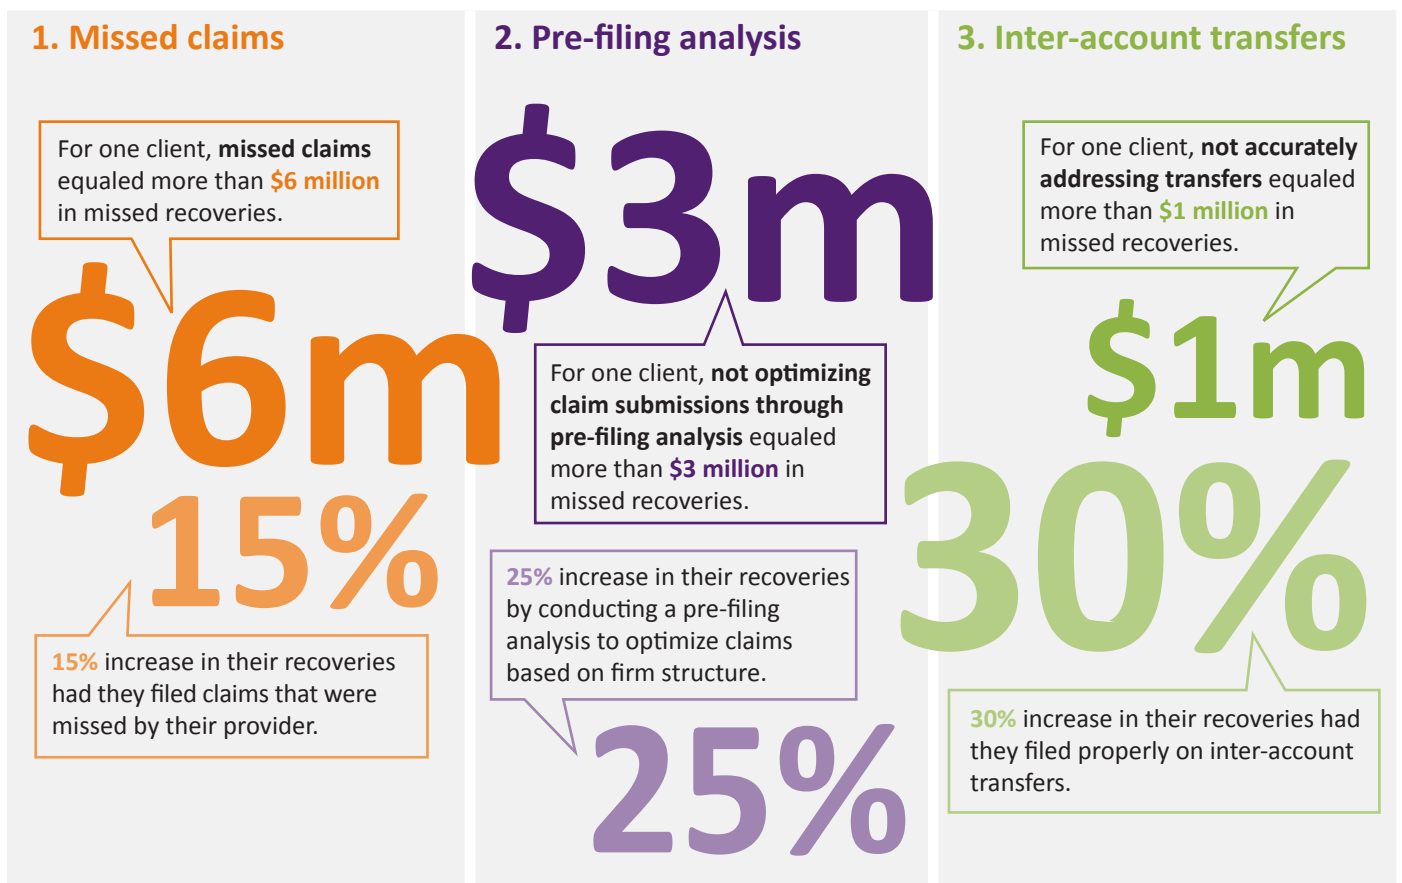 1. Missed claims
For one client, missed claims
equaled more than $6 million
in missed recoveries.
$6m
15%
15% increase in their recoveries
had they filed claims that were
missed by their provider.
2. Pre-filing analysis
$3m
For one client, not optimizing
claim submissions through
pre-filing analysis equaled
more than $3 million in
missed recoveries.
25% increase in their recoveries
by conducting a pre-filing
analysis to optimize claims
based on firm structure.
25%
3. Inter-account transfers
For one client, not accurately
addressing transfers equaled
more than $1 million in
missed recoveries.
$1m
30%
30% increase in their recoveries had
they filed properly on inter-account
transfers.